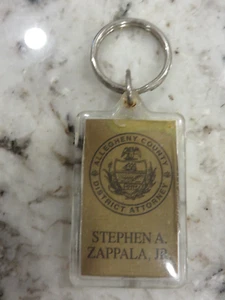 ALLEGHENY COUNTY
DISTRICT ATTORNEY
STEPHEN A.
ZAPPALA, JR.